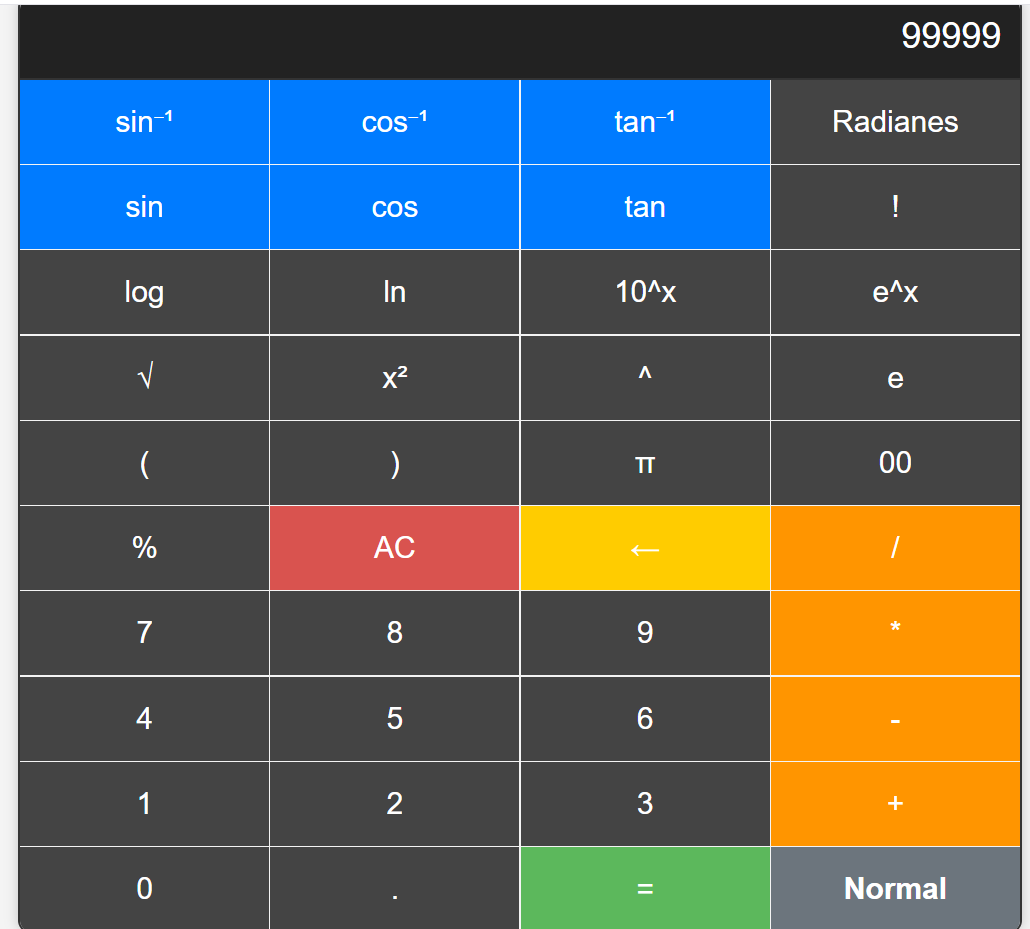 99999
sin⁻¹ cos⁻¹ tan⁻¹ Radianes
sin cos tan !
log ln 10^x e^x
√ x² ^ e
( ) π 00
% AC ← /
7 8 9 *
4 5 6 -
1 2 3 +
0 . = Normal